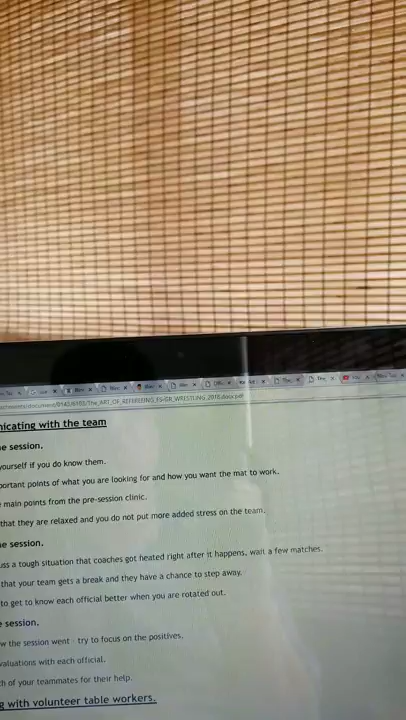 nicating with the team
e session.
yourself if you do know them.
portant points of what you are looking for and how you want the mat to work.
main points from the pre-session clinic.
that they are relaxed and you do not put more added stress on the team.
e session.
uss a tough situation that coaches got heated right after it happens, wait a few matches.
that your team gets a break and they have a chance to step away.
to get to know each official better when you are rotated out.
e session.
w the session went - try to focus on the positives.
valuations with each official.
ch of your teammates for their help.
g with volunteer table workers.